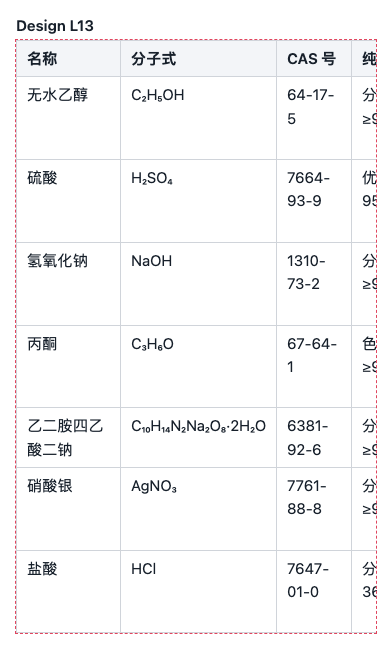 Design L13
名称 分子式 CAS 号 纯
无水乙醇 C₂H₅OH 64-17- 分
5 ≥9
硫酸 H₂SO₄ 7664- 优
93-9 95
氢氧化钠 NaOH 1310- 分
73-2 ≥9
丙酮 C₃H₆O 67-64- 色
1 ≥9
乙二胺四乙 C₁₀H₁₄N₂Na₂O₈·2H₂O 6381- 分
酸二钠 92-6 ≥9
硝酸银 AgNO₃ 7761- 分
88-8 ≥9
盐酸 HCl 7647- 分
01-0 36